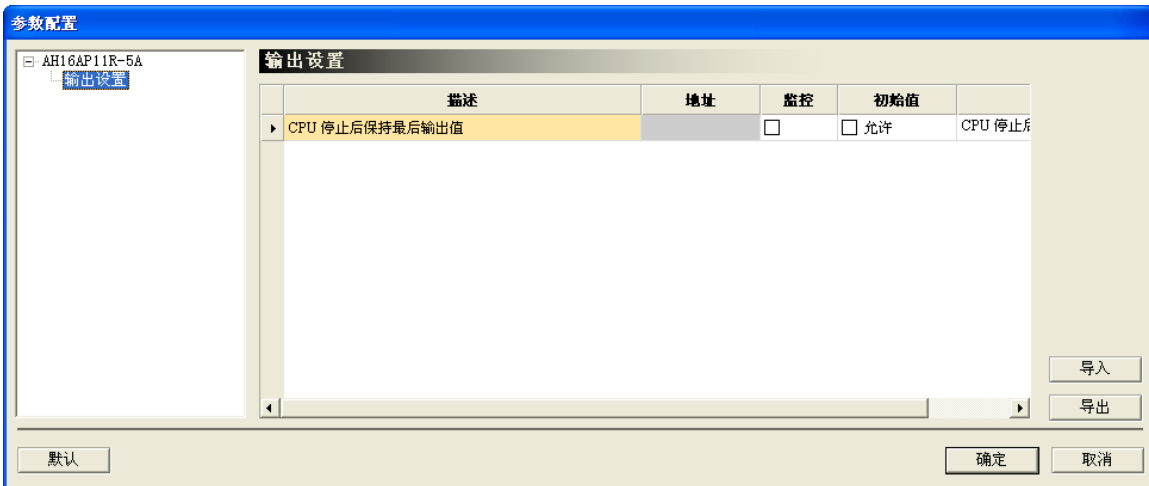 参数配置
AH16AP11R-5A
输出设置
输出设置
描述 地址 监控 初始值
CPU 停止后保持最后输出值 允许 CPU 停止后
导入
导出
默认 确定 取消